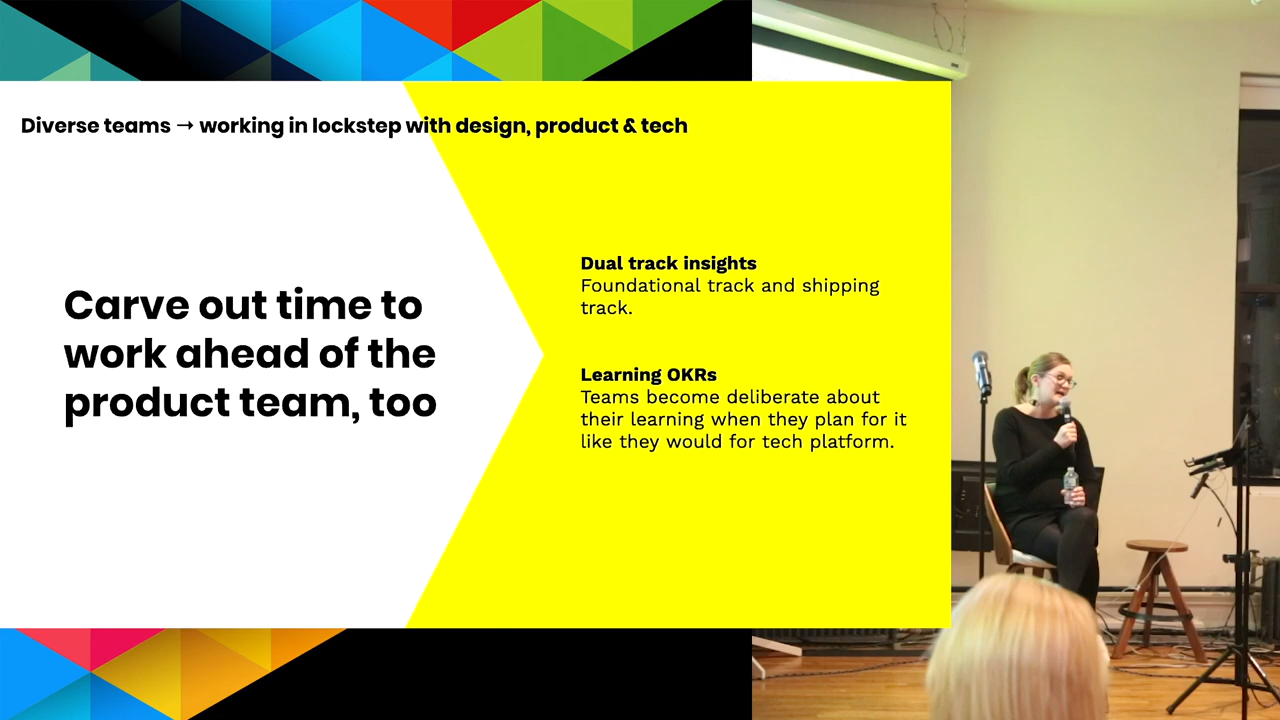 Diverse teams → working in lockstep with design, product & tech
Carve out time to
work ahead of the
product team, too
Dual track insights
Foundational track and shipping
track.
Learning OKRs
Teams become deliberate about
their learning when they plan for it
like they would for tech platform.